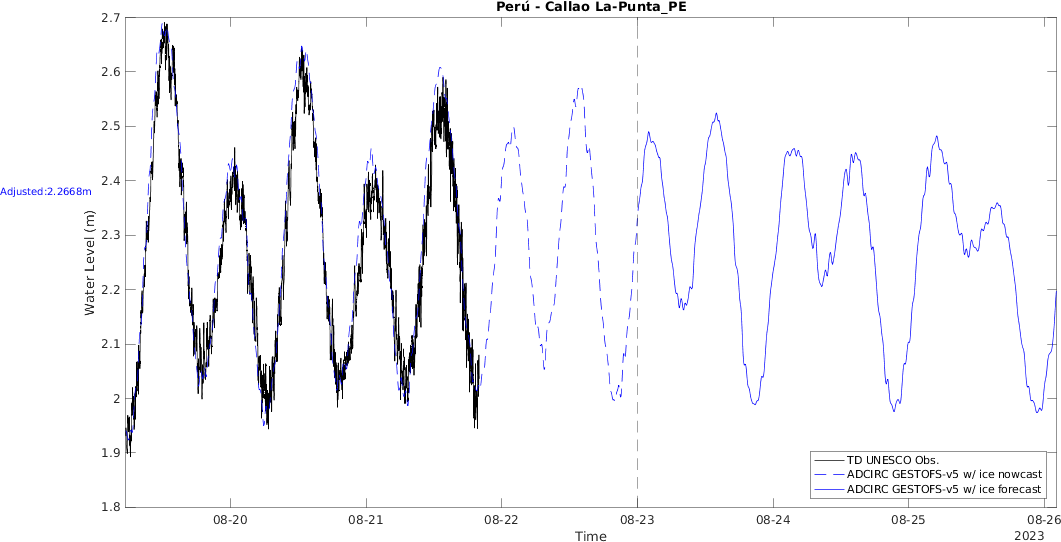 Perú - Callao La-Punta_PE
2.7
2.6
2.5
2.4
Adjusted:2.2668m
2.3
Water Level (m)
2.2
2.1
2
1.9
1.8
TD UNESCO Obs.
ADCIRC GESTOFS-v5 w/ ice nowcast
ADCIRC GESTOFS-v5 w/ ice forecast
08-20 08-21 08-22 08-23 08-24 08-25 08-26
Time
2023